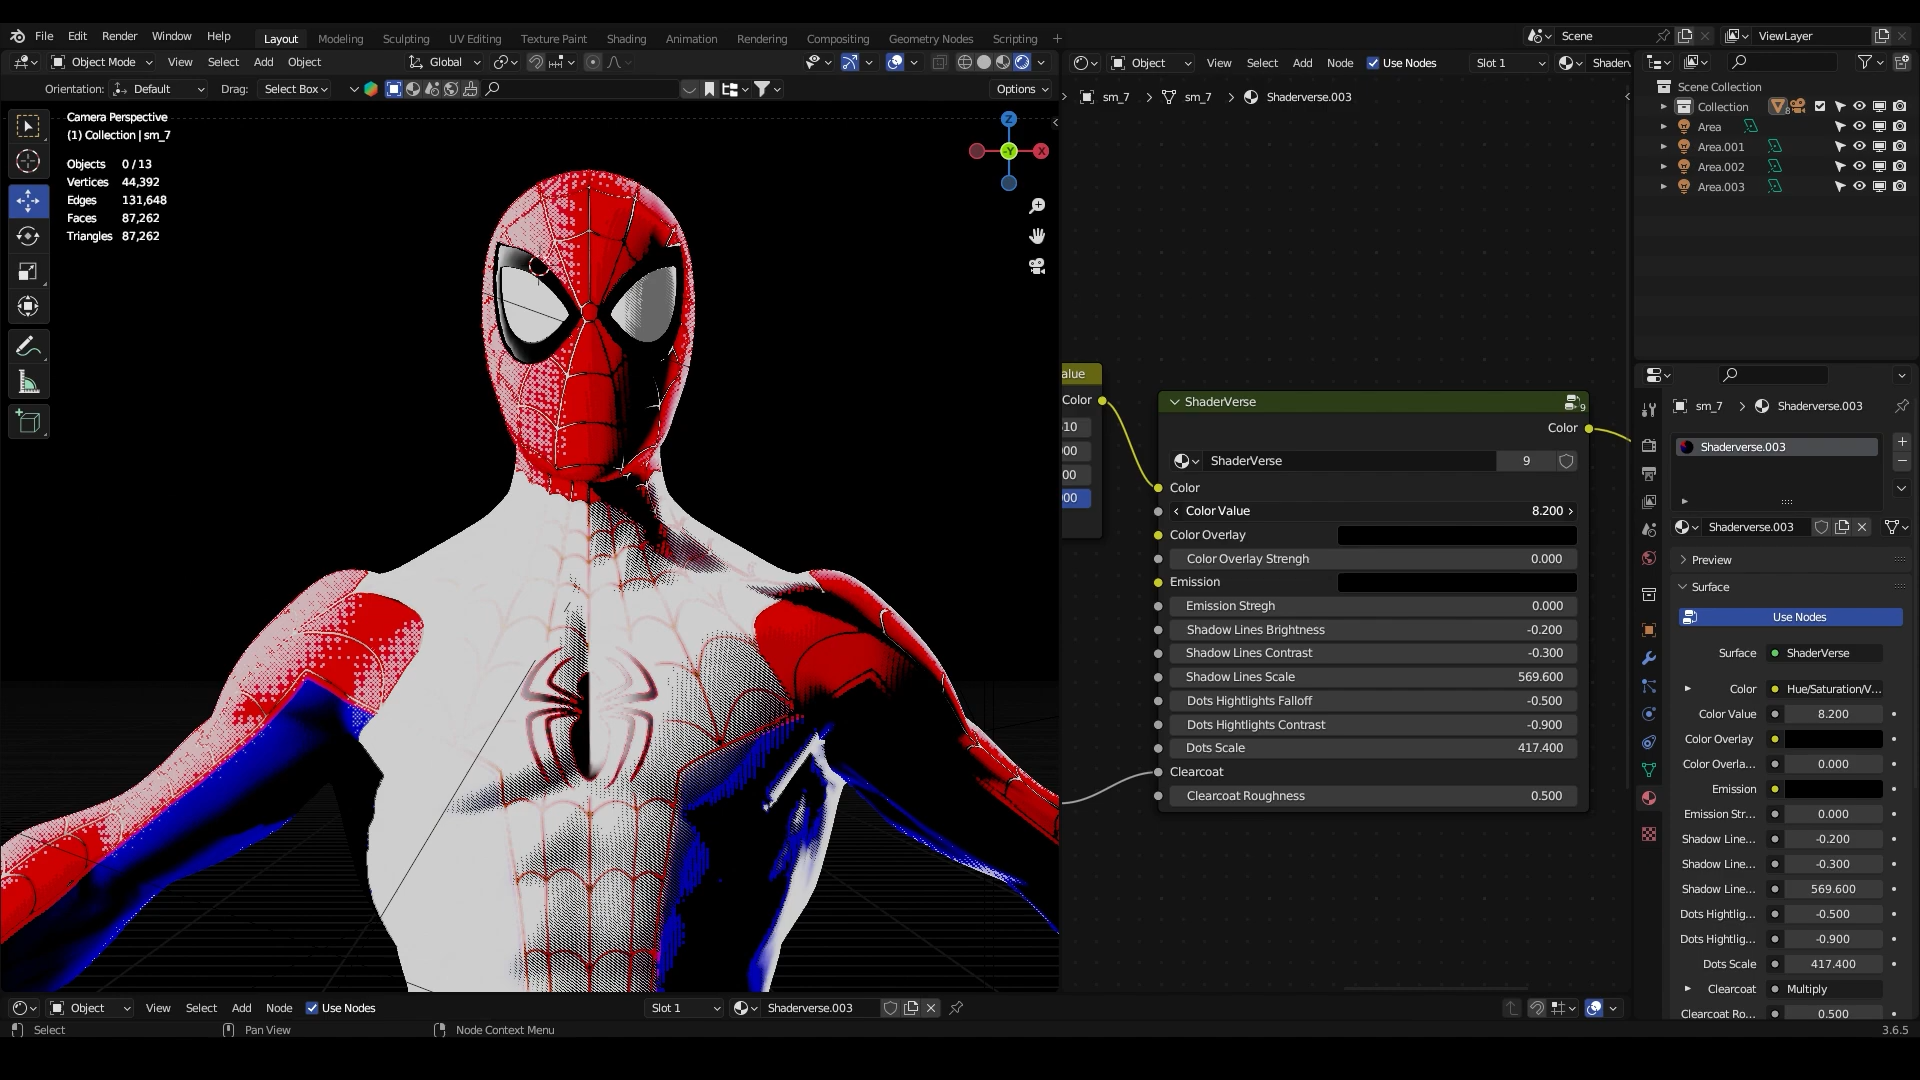 File Edit Render Window Help Layout Modeling Sculpting UV Editing Texture Paint Shading Animation Rendering Compositing Geometry Nodes Scripting + Scene ViewLayer
Object Mode View Select Add Object Global
Object View Select Add Node Use Nodes Slot 1 Shaderv
Orientation: Default Drag: Select Box Options
sm_7 > sm_7 > Shaderverse.003
Camera Perspective
(1) Collection | sm_7
Objects 0/13
Vertices 44,392
Edges 131,648
Faces 87,262
Triangles 87,262
Z
-Y
X
alue
Color
10
00
00
00
ShaderVerse
9
Color
ShaderVerse 9
Color
Color Value 8.200
Color Overlay
Color Overlay Strengh 0.000
Emission
Emission Stregh 0.000
Shadow Lines Brightness -0.200
Shadow Lines Contrast -0.300
Shadow Lines Scale 569.600
Dots Hightlights Falloff -0.500
Dots Hightlights Contrast -0.900
Dots Scale 417.400
Clearcoat
Clearcoat Roughness 0.500
Scene Collection
Collection 8
Area
Area.001
Area.002
Area.003
sm_7 > Shaderverse.003
Shaderverse.003
Shaderverse.003
Preview
Surface
Use Nodes
Surface ShaderVerse
Color Hue/Saturation/V...
Color Value 8.200
Color Overlay
Color Overla... 0.000
Emission
Emission Str... 0.000
Shadow Line... -0.200
Shadow Line... -0.300
Shadow Line... 569.600
Dots Hightlig... -0.500
Dots Hightlig... -0.900
Dots Scale 417.400
Clearcoat Multiply
Clearcoat Ro... 0.500
Object View Select Add Node Use Nodes Slot 1 Shaderverse.003
Select Pan View Node Context Menu 3.6.5